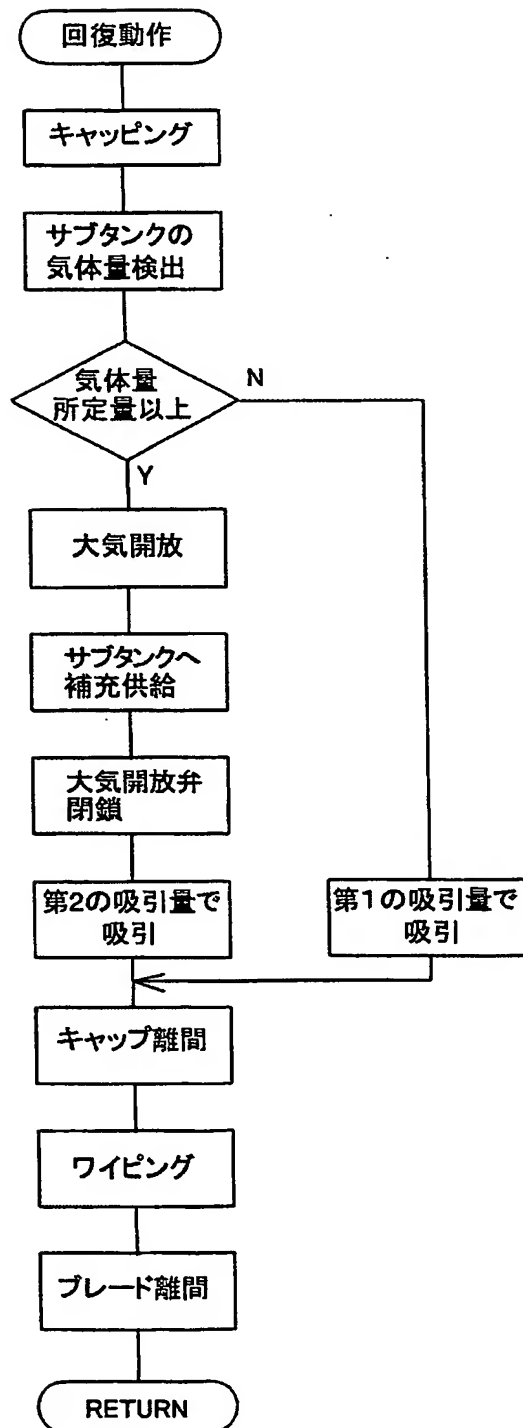 回復動作
キャッピング
サブタンクの
気体量検出
気体量
所定量以上
N
Y
大気開放
サブタンクへ
補充供給
大気開放弁
閉鎖
第2の吸引量で
吸引
第1の吸引量で
吸引
キャップ離間
ワイピング
ブレード離間
RETURN